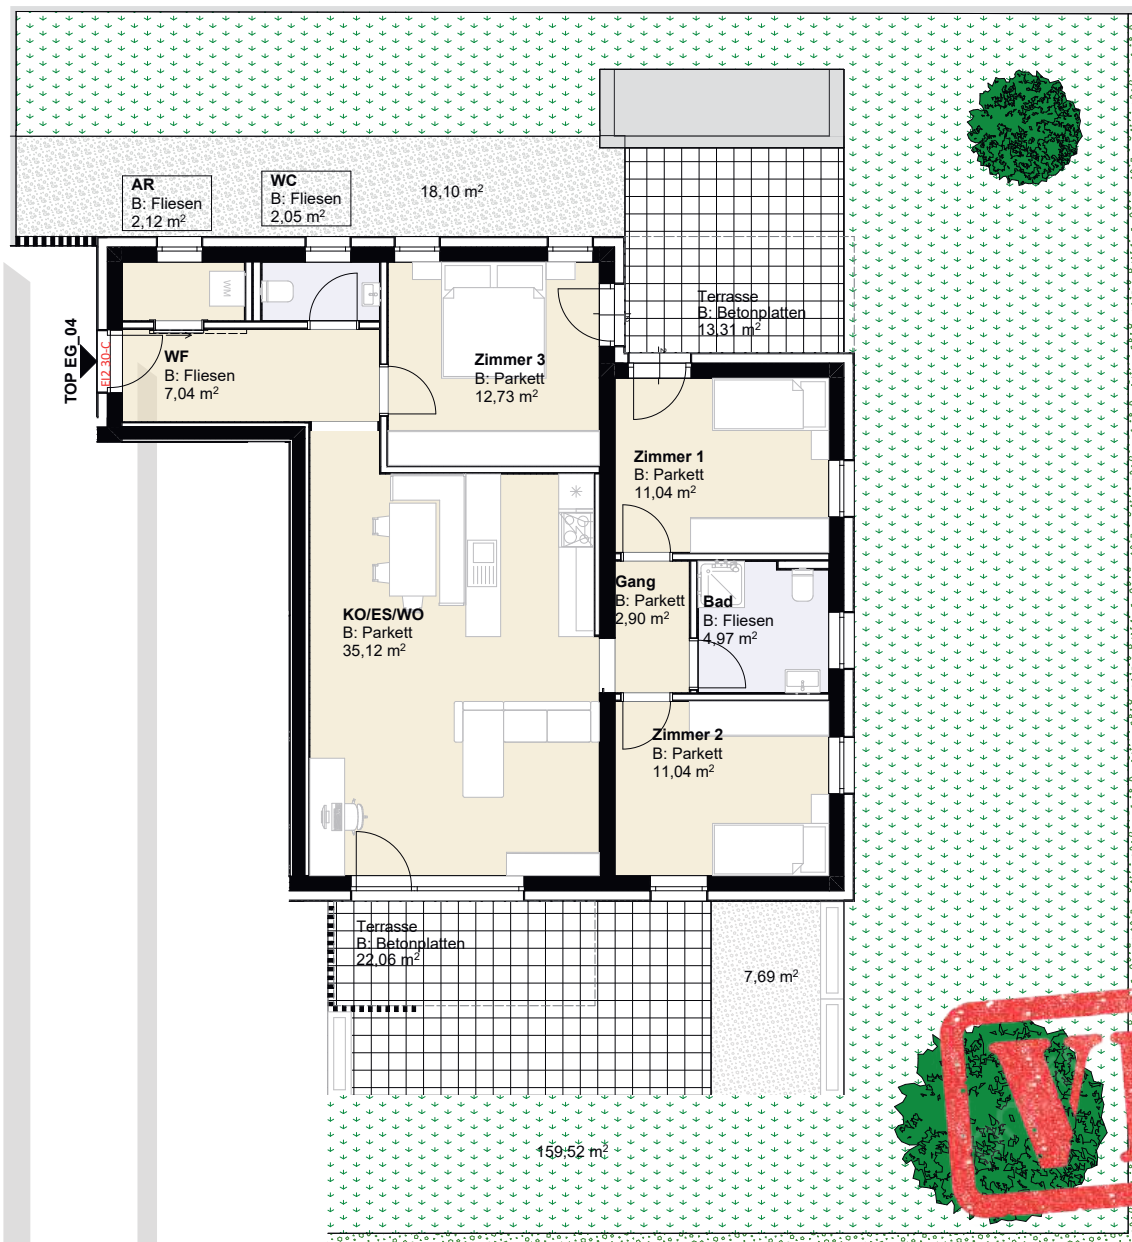 AR
B: Fliesen
2,12 m²
WC
B: Fliesen
2,05 m²
18,10 m²
WM
Terrasse
B: Betonplatten
13,31 m²
TOP EG_04
EI2 30-C
WF
B: Fliesen
7,04 m²
Zimmer 3
B: Parkett
12,73 m²
Zimmer 1
B: Parkett
11,04 m²
Gang
B: Parkett
2,90 m²
Bad
B: Fliesen
4,97 m²
KO/ES/WO
B: Parkett
35,12 m²
Zimmer 2
B: Parkett
11,04 m²
Terrasse
B: Betonplatten
22,06 m²
7,69 m²
159,52 m²